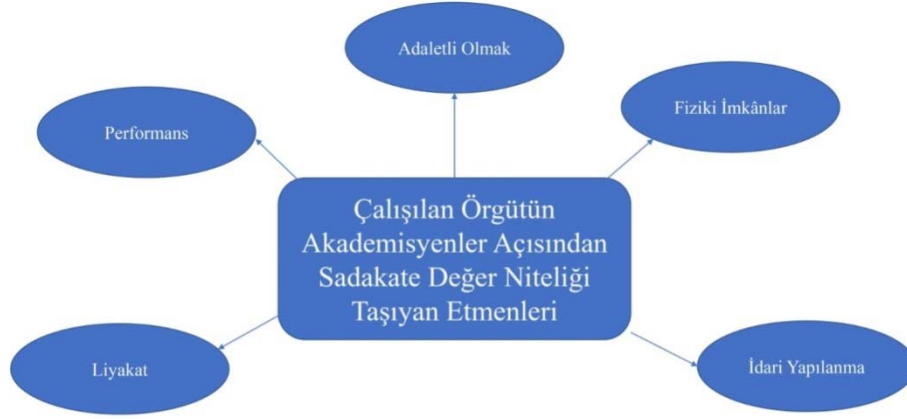 Adaletli Olmak
Performans
Fiziki İmkânlar
Çalışılan Örgütün
Akademisyenler Açısından
Sadakate Değer Niteliği
Taşıyan Etmenleri
Liyakat
İdari Yapılanma